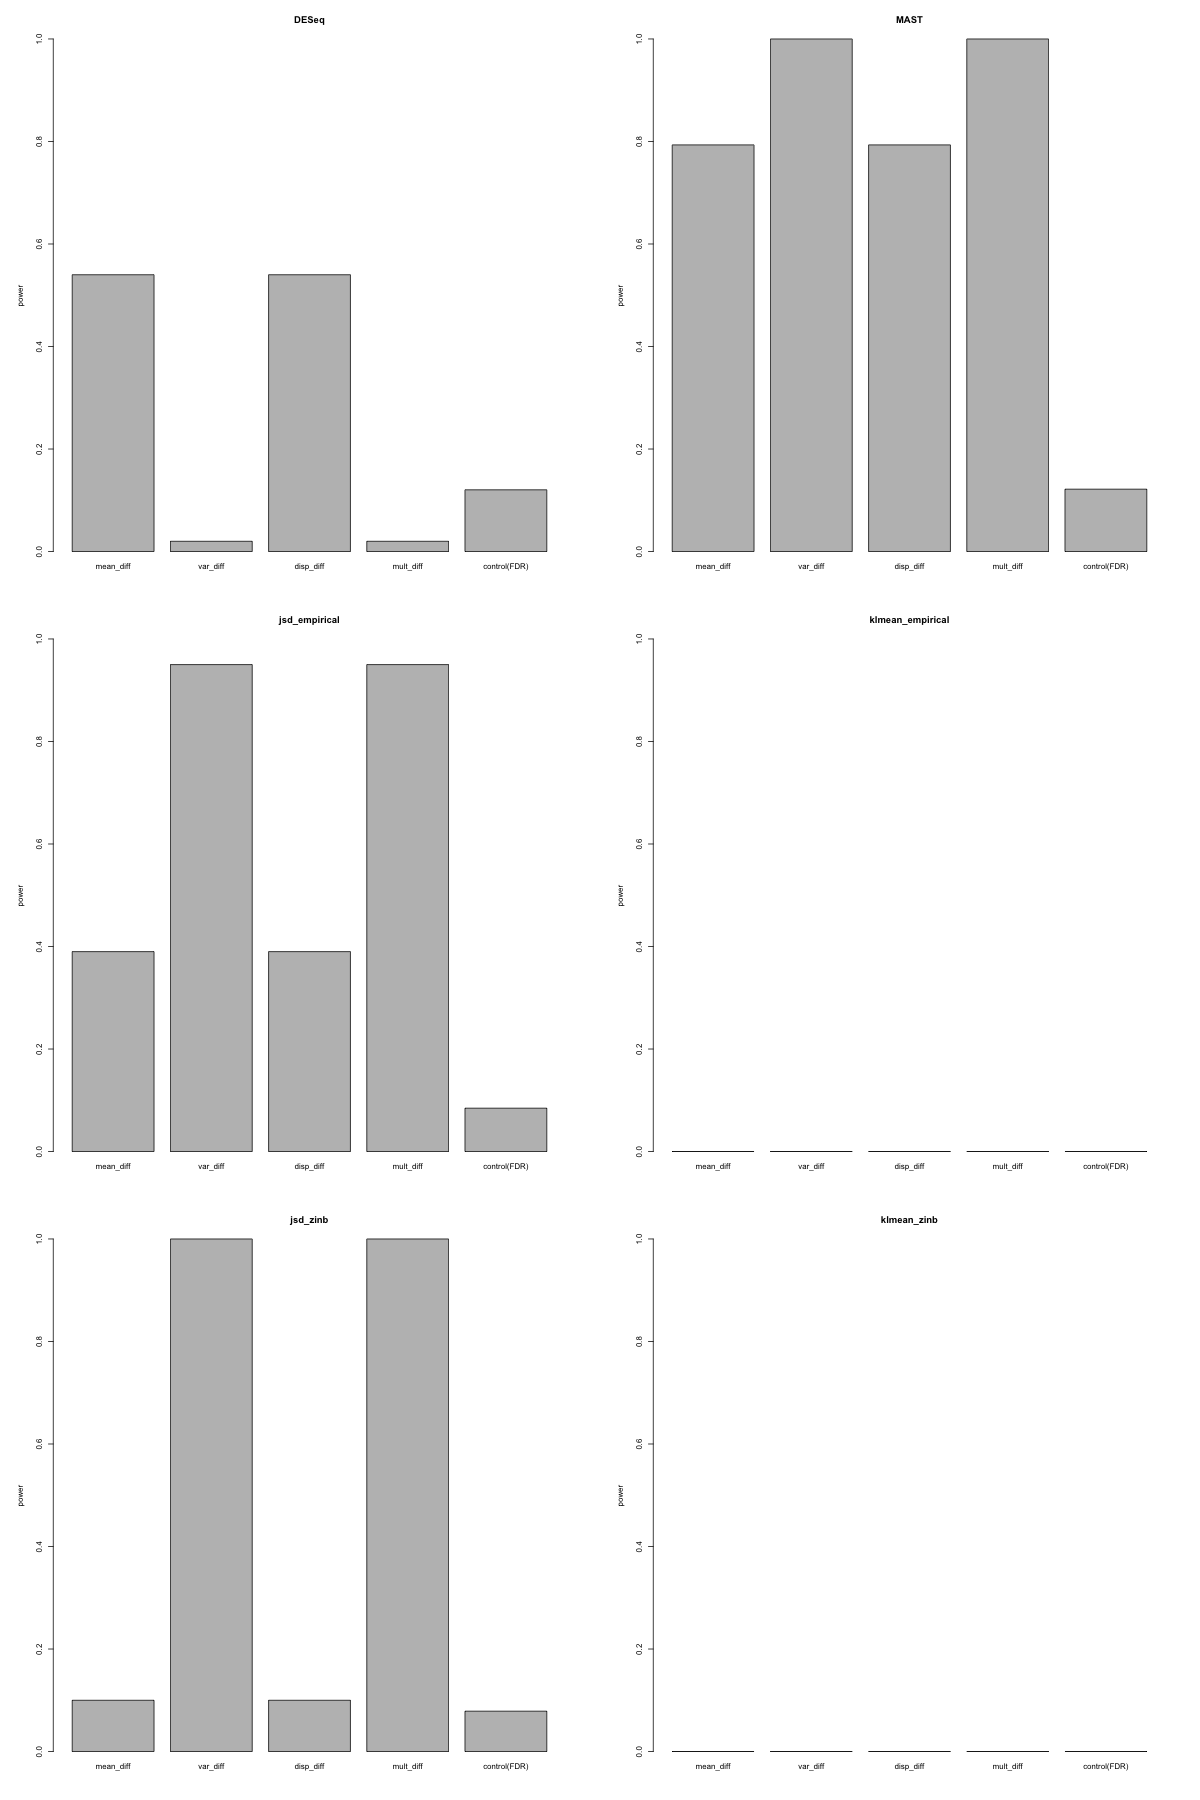 DESeq
power
0.0 0.2 0.4 0.6 0.8 1.0
mean_diff var_diff disp_diff mult_diff control(FDR)
MAST
power
0.0 0.2 0.4 0.6 0.8 1.0
mean_diff var_diff disp_diff mult_diff control(FDR)
jsd_empirical
power
0.0 0.2 0.4 0.6 0.8 1.0
mean_diff var_diff disp_diff mult_diff control(FDR)
klmean_empirical
power
0.0 0.2 0.4 0.6 0.8 1.0
mean_diff var_diff disp_diff mult_diff control(FDR)
jsd_zinb
power
0.0 0.2 0.4 0.6 0.8 1.0
mean_diff var_diff disp_diff mult_diff control(FDR)
klmean_zinb
power
0.0 0.2 0.4 0.6 0.8 1.0
mean_diff var_diff disp_diff mult_diff control(FDR)